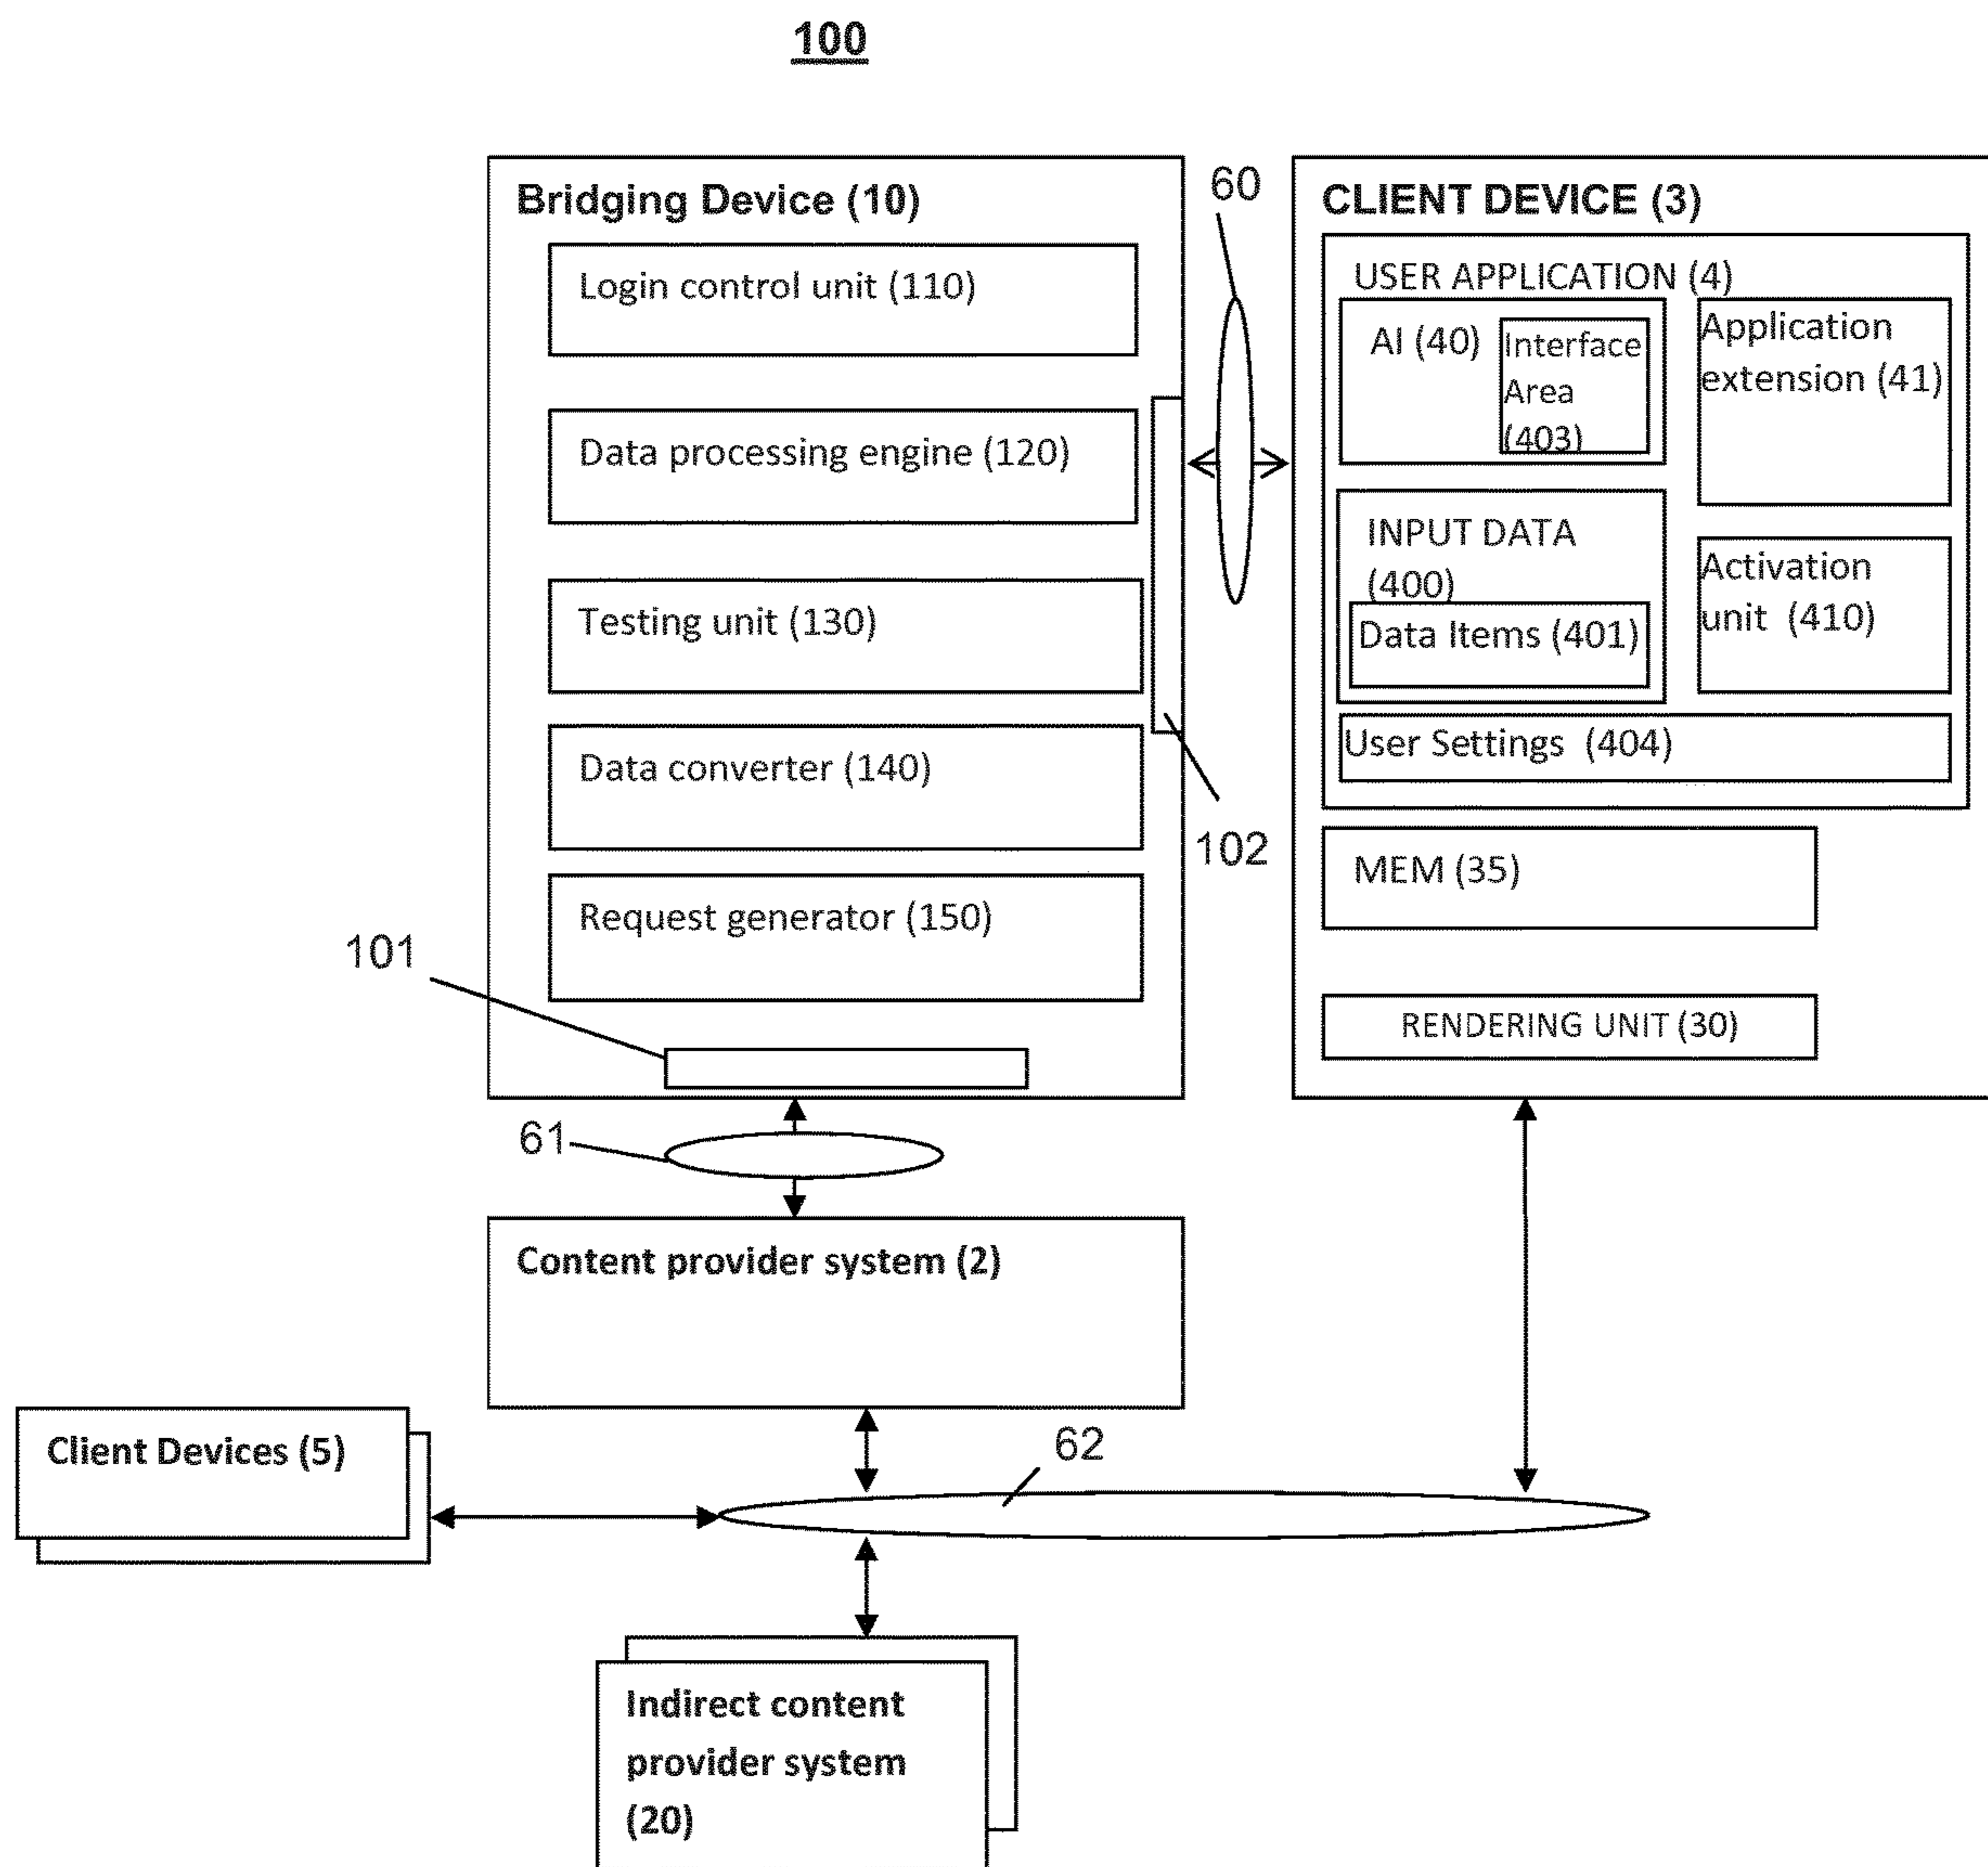 100
Bridging Device (10)
Login control unit (110)
Data processing engine (120)
Testing unit (130)
Data converter (140)
Request generator (150)
101
102
60
CLIENT DEVICE (3)
USER APPLICATION (4)
AI (40)
Interface
Area
(403)
Application
extension (41)
INPUT DATA
(400)
Data Items (401)
Activation
unit (410)
User Settings (404)
MEM (35)
RENDERING UNIT (30)
61
Content provider system (2)
Client Devices (5)
62
Indirect content
provider system
(20)